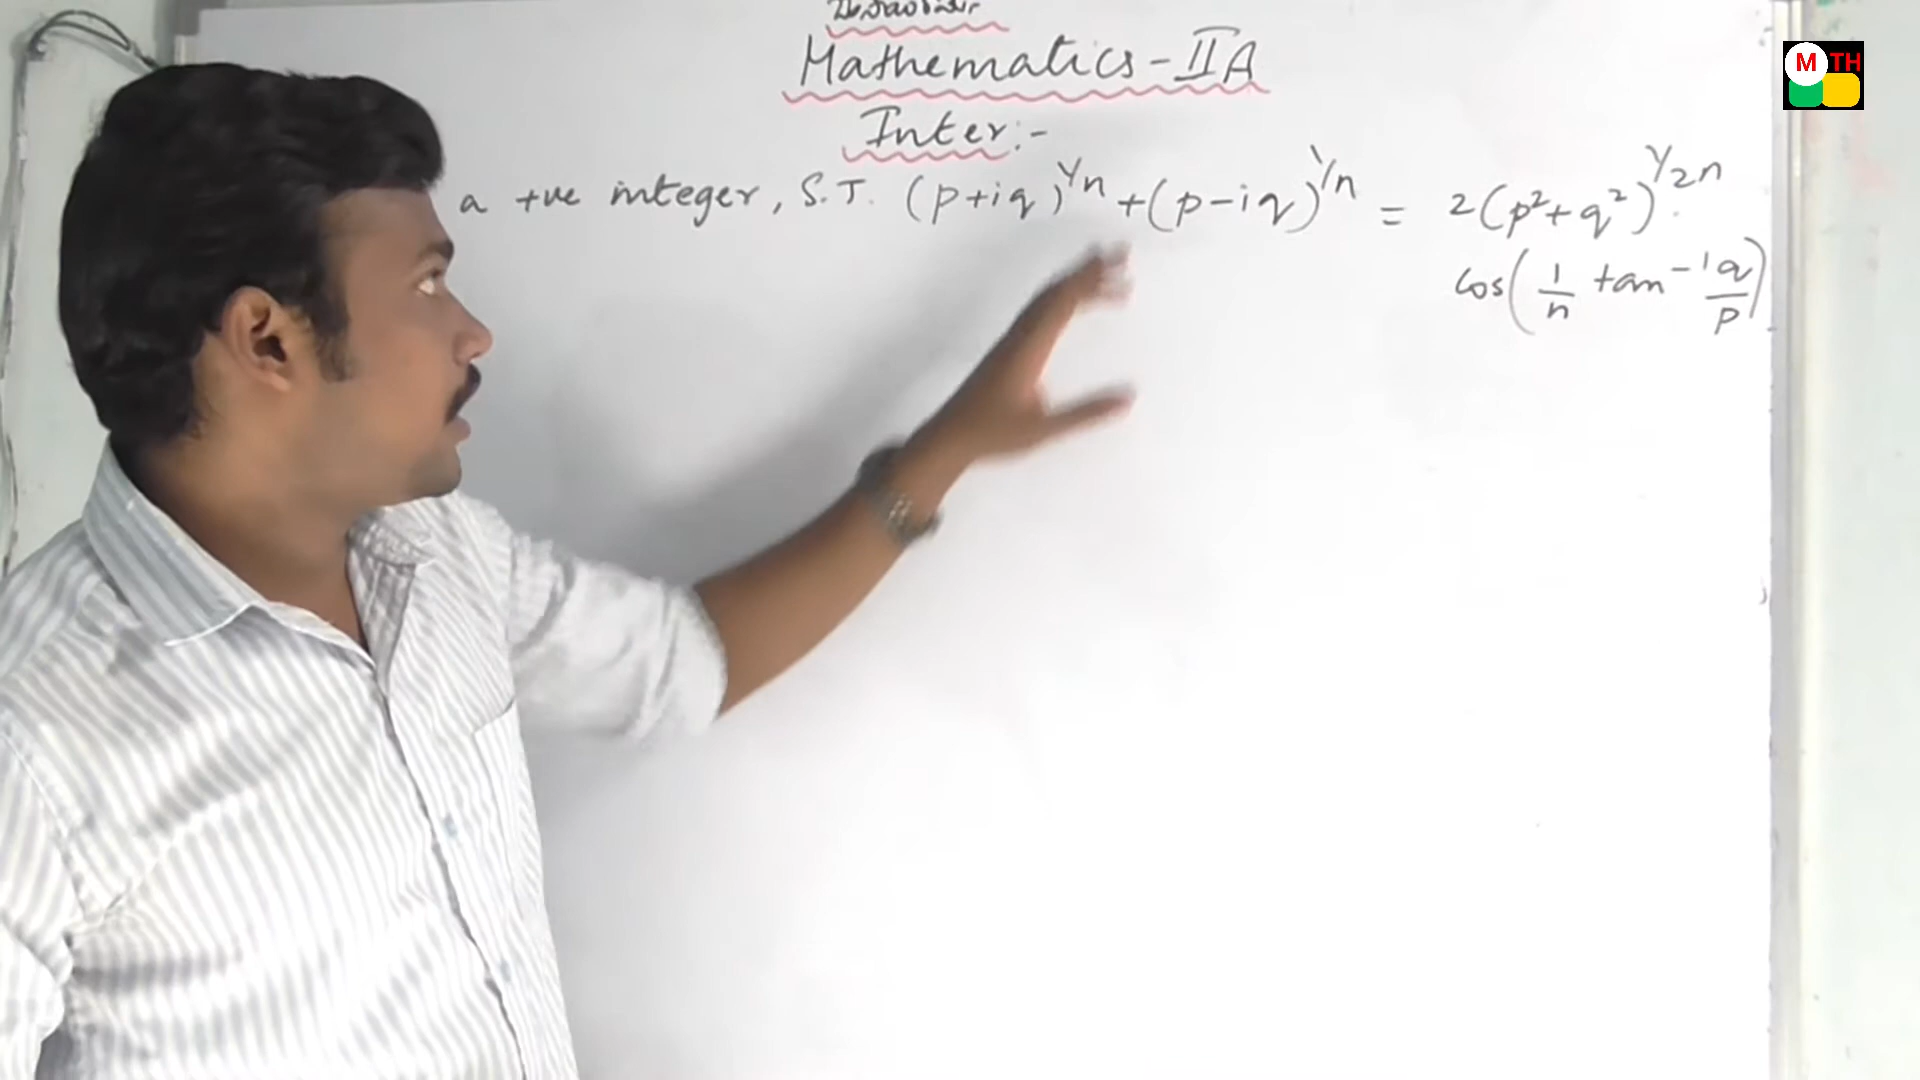 Mathematics-IIA
Inter:-
a +ve integer, S.T. (p+iq)^1/n + (p-iq)^1/n = 2(p²+q²)^1/2n.
cos(1/n tan⁻¹ q/p)
M TH